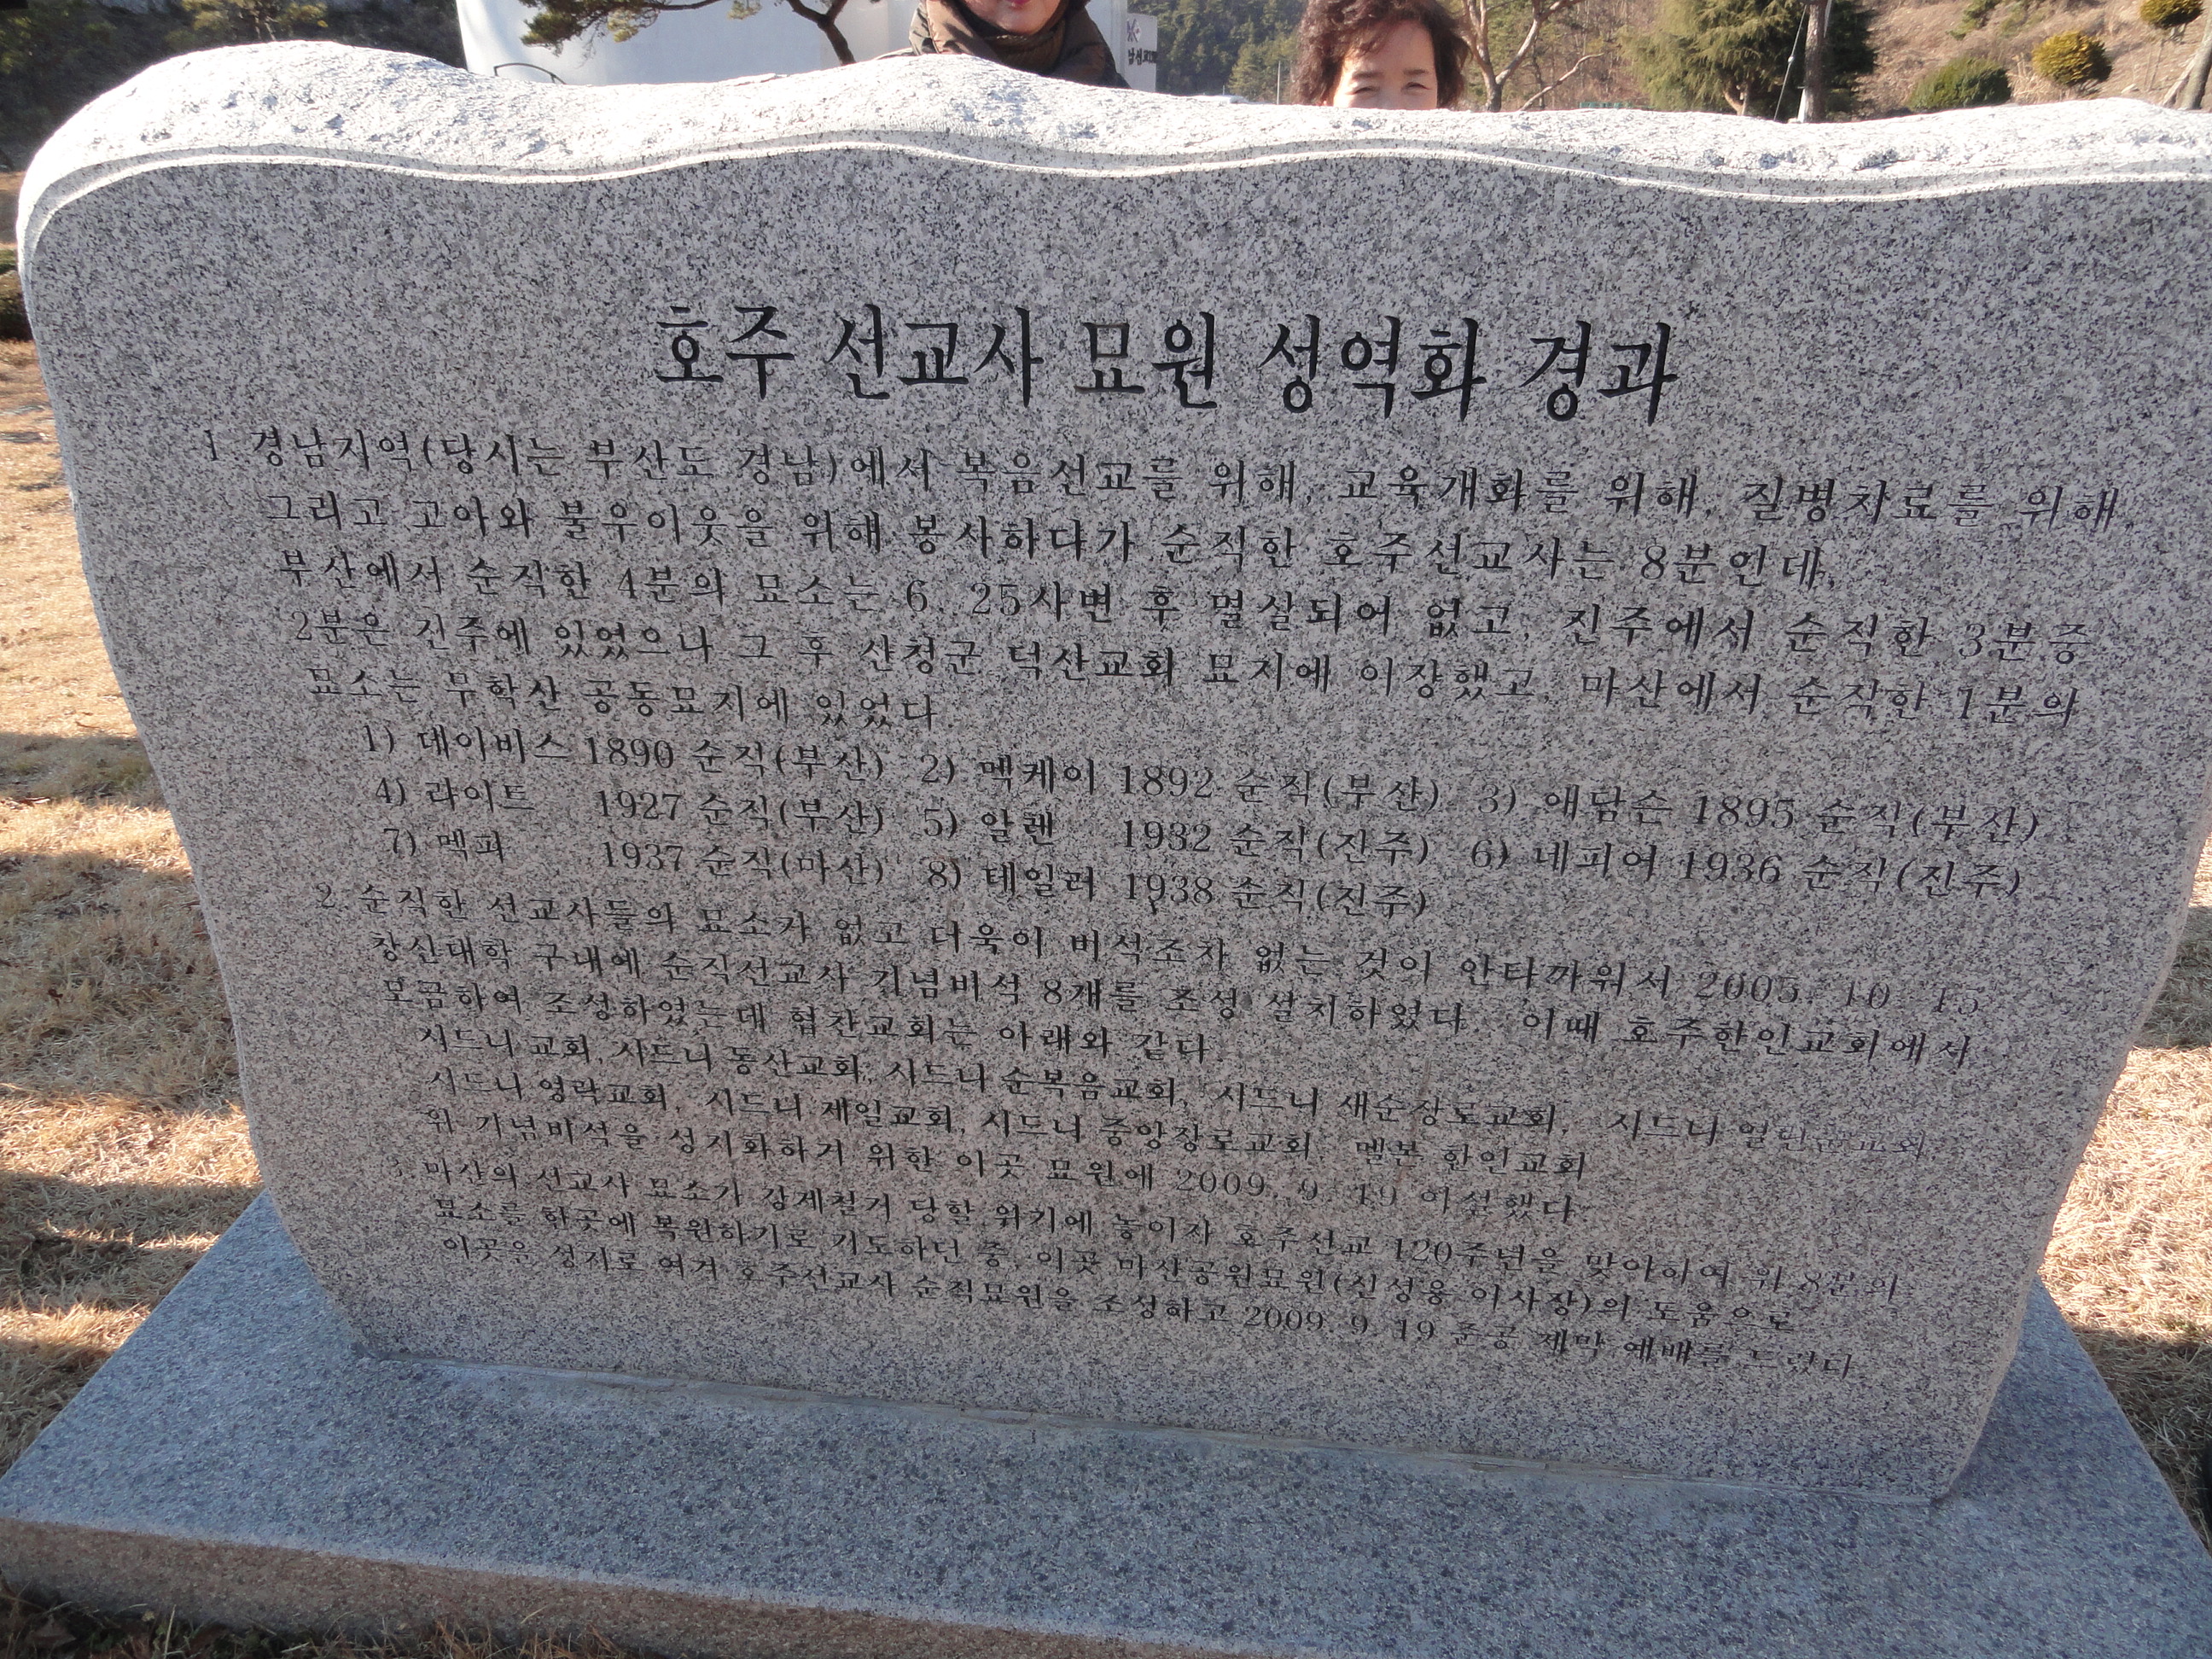 호주 선교사 묘원 성역화 경과
1. 경남지역(당시는 부산도 경남)에서 복음선교를 위해, 교육개화를 위해, 질병치료를 위해,
그리고 고아와 불우이웃을 위해 봉사하다가 순직한 호주선교사는 8분인데,
부산에서 순직한 4분의 묘소는 6. 25사변 후 멸실되어 없고, 진주에서 순직한 3분중
2분은 진주에 있었으나 그 후 산청군 덕산교회 묘지에 이장했고, 마산에서 순직한 1분의
묘소는 무학산 공동묘지에 있었다.
1) 데이비스 1890 순직(부산) 2) 맥케이 1892 순직(부산) 3) 애담슨 1895 순직(부산)
4) 라이트 1927 순직(부산) 5) 알렌 1932 순직(진주) 6) 네피어 1936 순직(진주)
7) 맥피 1937 순직(마산) 8) 테일러 1938 순직(진주)
2. 순직한 선교사들의 묘소가 없고 더욱이 비석조차 없는 것이 안타까워서 2005. 10. 15
창신대학 구내에 순직선교사 기념비석 8개를 조성 설치하였다. 이때 호주한인교회에서
모금하여 조성하였는데 협찬교회는 아래와 같다.
시드니 교회, 시드니 동산교회, 시드니 순복음교회, 시드니 새순장로교회, 시드니 교회
시드니 영락교회, 시드니 제일교회, 시드니 중앙장로교회, 멜본 한인교회
위 기념비석을 성지화하기 위한 이곳 묘원에 2009. 9. 19 이설했다.
3. 마산의 선교사 묘소가 강제철거 당할 위기에 놓이자 호주선교 120주년을 맞이하여 위 8분의
묘소를 한곳에 복원하기로 기도하던 중, 이곳 마산공원묘원(신성용 이사장)의 도움으로
이곳을 성지로 여겨 호주선교사 순직묘원을 조성하고 2009. 9. 19 준공 제막 예배를 드렸다